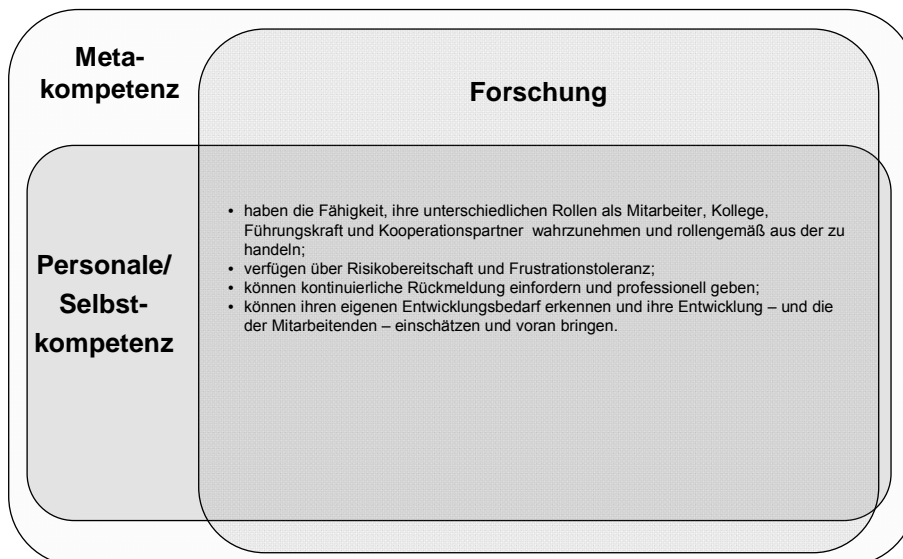 Meta-
kompetenz
Forschung
Personale/
Selbst-
kompetenz
• haben die Fähigkeit, ihre unterschiedlichen Rollen als Mitarbeiter, Kollege,
Führungskraft und Kooperationspartner  wahrzunehmen und rollengemäß aus der zu
handeln;
• verfügen über Risikobereitschaft und Frustrationstoleranz;
• können kontinuierliche Rückmeldung einfordern und professionell geben;
• können ihren eigenen Entwicklungsbedarf erkennen und ihre Entwicklung – und die
der Mitarbeitenden – einschätzen und voran bringen.